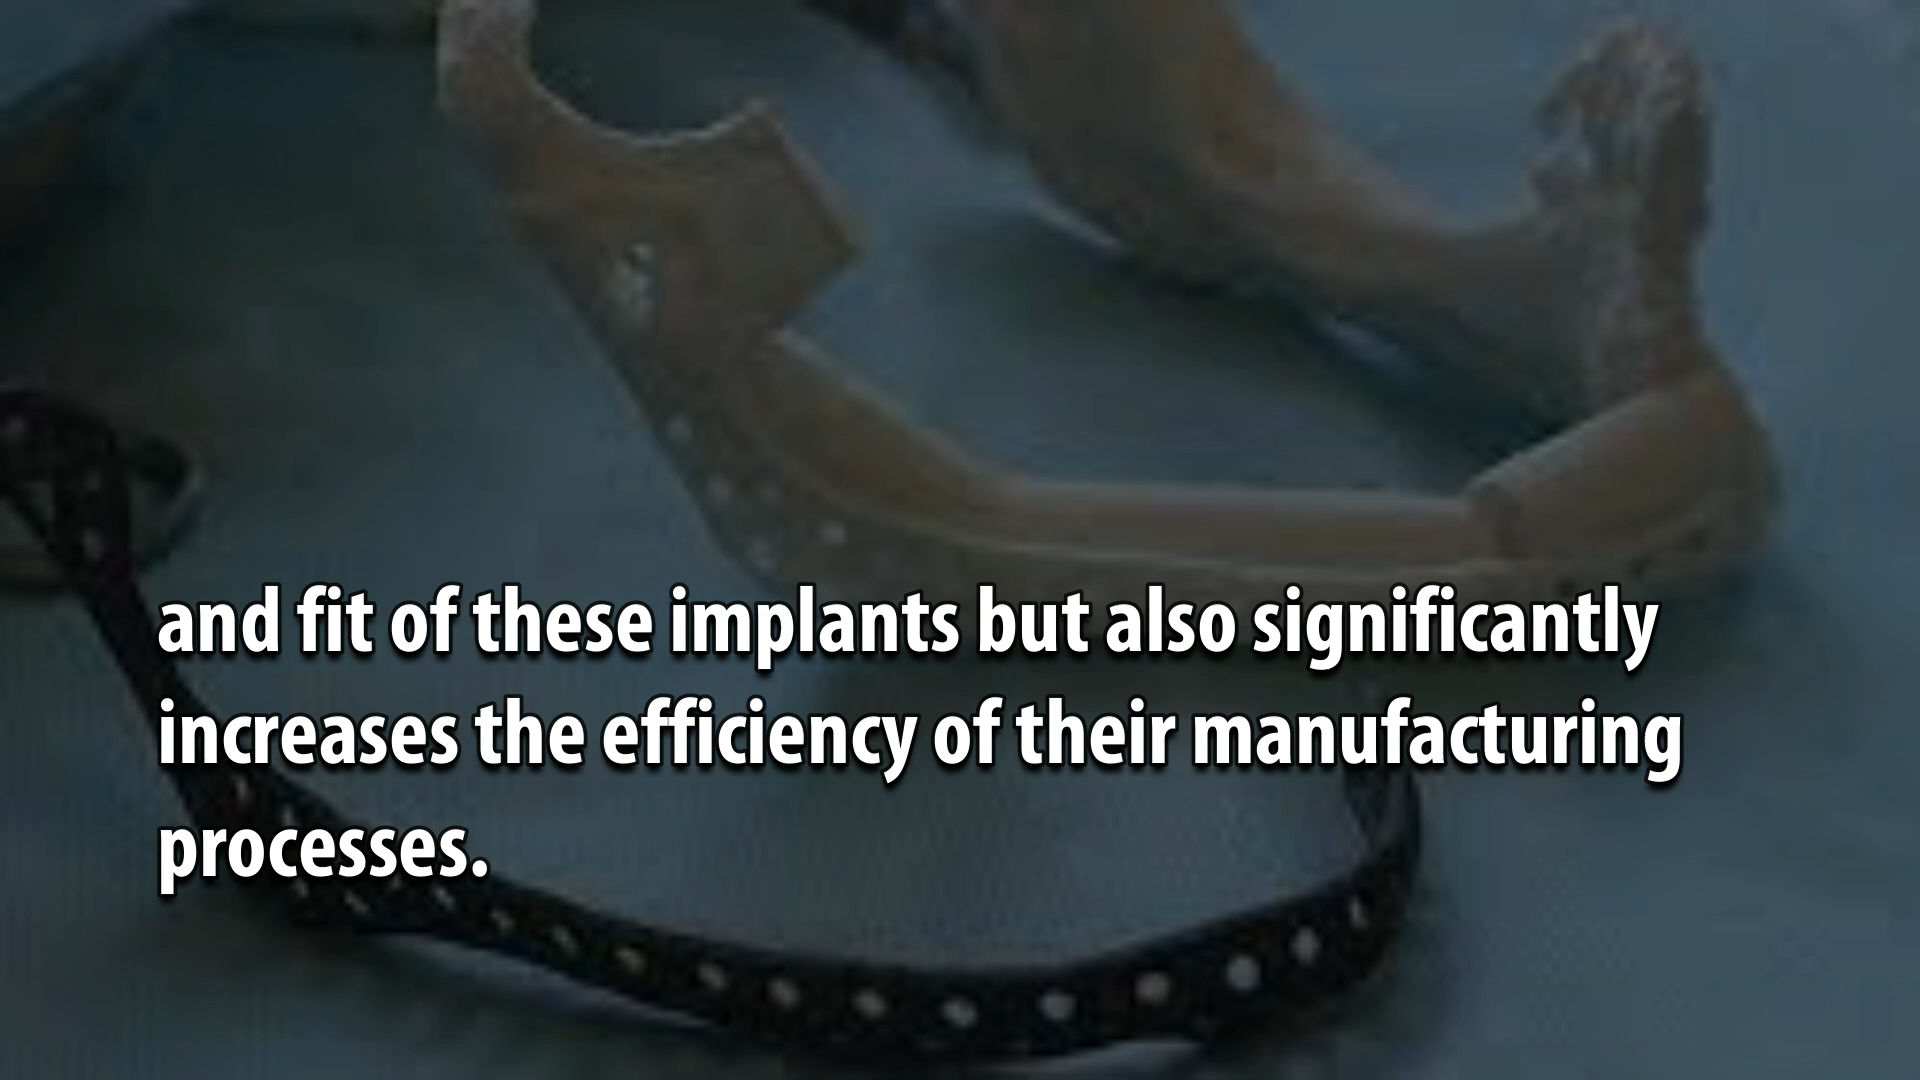 and fit of these implants but also significantly
increases the efficiency of their manufacturing
processes.